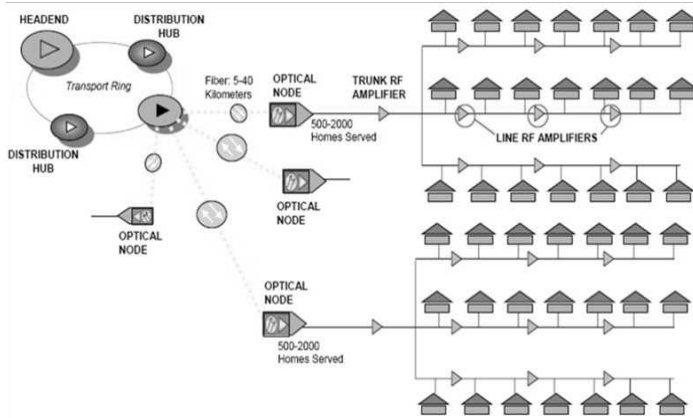 HEADEND
DISTRIBUTION
HUB
Transport Ring
Fiber: 5-40
Kilometers
OPTICAL
NODE
TRUNK RF
AMPLIFIER
500-2000
Homes Served
LINE RF AMPLIFIERS
DISTRIBUTION
HUB
OPTICAL
NODE
OPTICAL
NODE
OPTICAL
NODE
500-2000
Homes Served